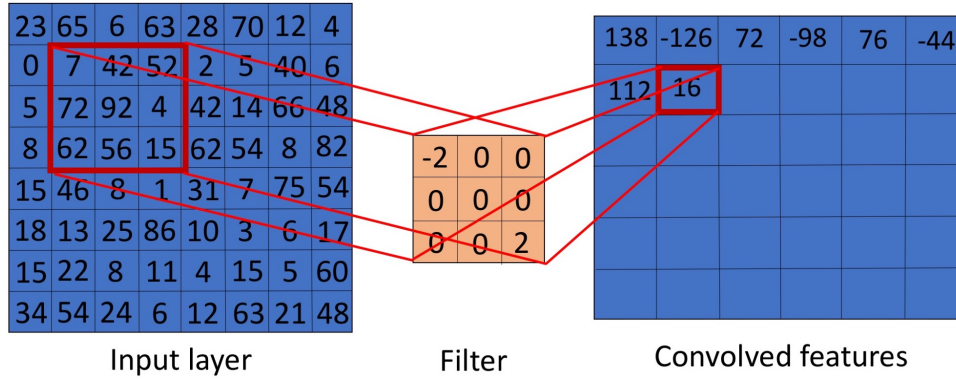 23 65 6 63 28 70 12 4
0 7 42 52 2 5 40 6
5 72 92 4 42 14 66 48
8 62 56 15 62 54 8 82
15 46 8 1 31 7 75 54
18 13 25 86 10 3 6 17
15 22 8 11 4 15 5 60
34 54 24 6 12 63 21 48
Input layer
-2 0 0
0 0 0
0 0 2
Filter
138 -126 72 -98 76 -44
112 16
Convolved features